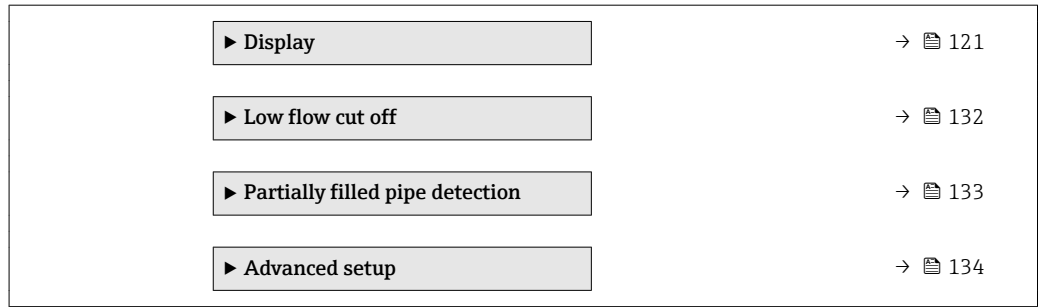 ▶ Display → 121
▶ Low flow cut off → 132
▶ Partially filled pipe detection → 133
▶ Advanced setup → 134